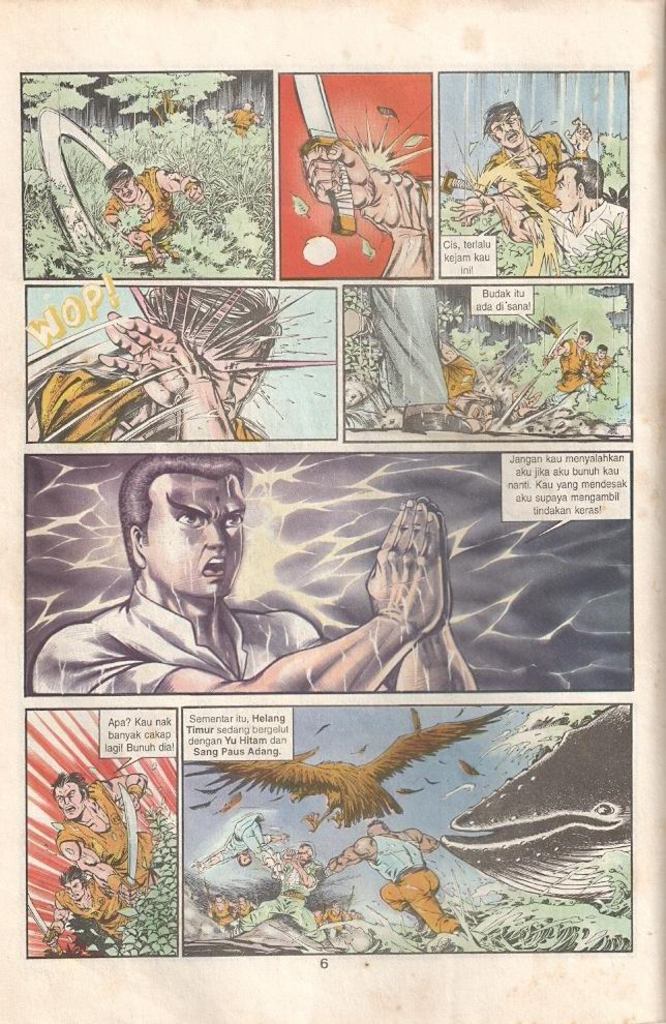 Cis, terlalu
kejam kau
ini!
WOP!
Budak itu
ada di sana!
Jangan kau menyalahkan
aku jika aku bunuh kau
nanti. Kau yang mendesak
aku supaya mengambil
tindakan keras!
Apa? Kau nak
banyak cakap
lagi! Bunuh dia!
Sementar itu, Helang
Timur sedang bergelut
dengan Yu Hitam dan
Sang Paus Adang.
6